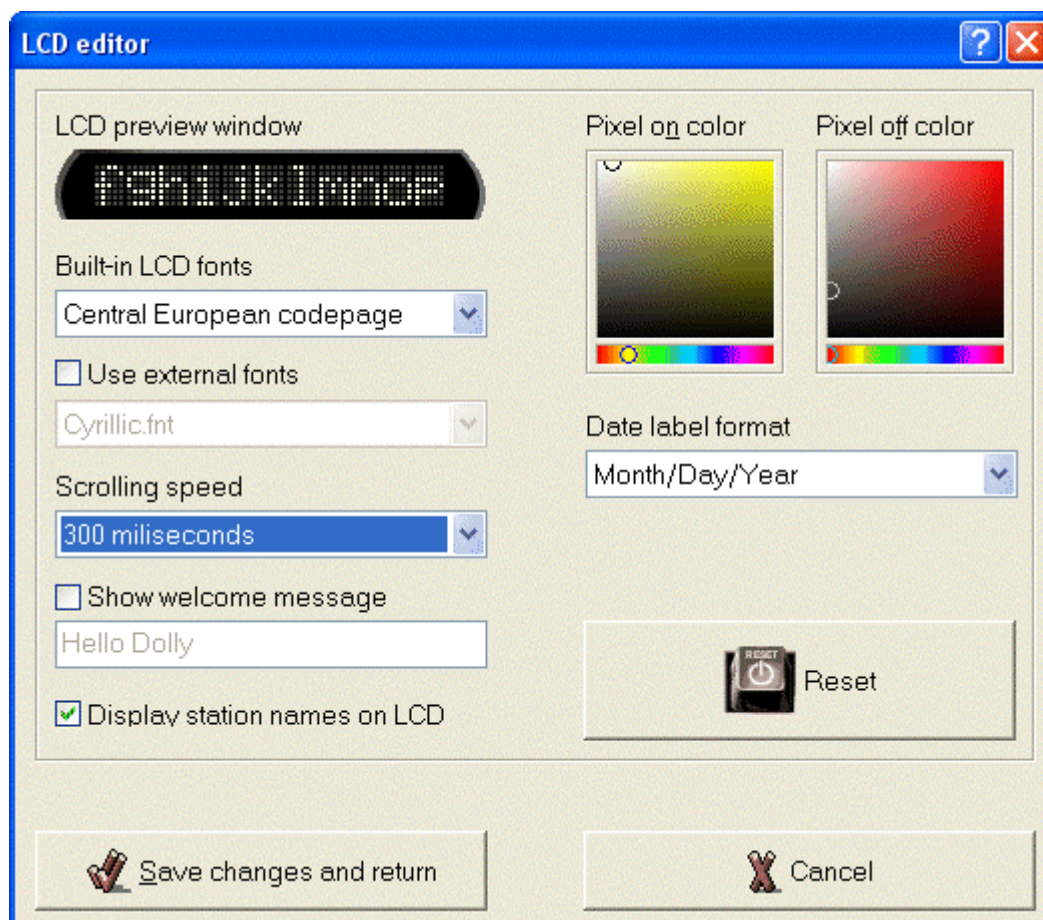 LCD editor
LCD preview window
fghijklmnop
Built-in LCD fonts
Central European codepage
Use external fonts
Cyrillic.fnt
Scrolling speed
300 miliseconds
Show welcome message
Hello Dolly
Display station names on LCD
Pixel on color
Pixel off color
Date label format
Month/Day/Year
RESET
Reset
Save changes and return
Cancel